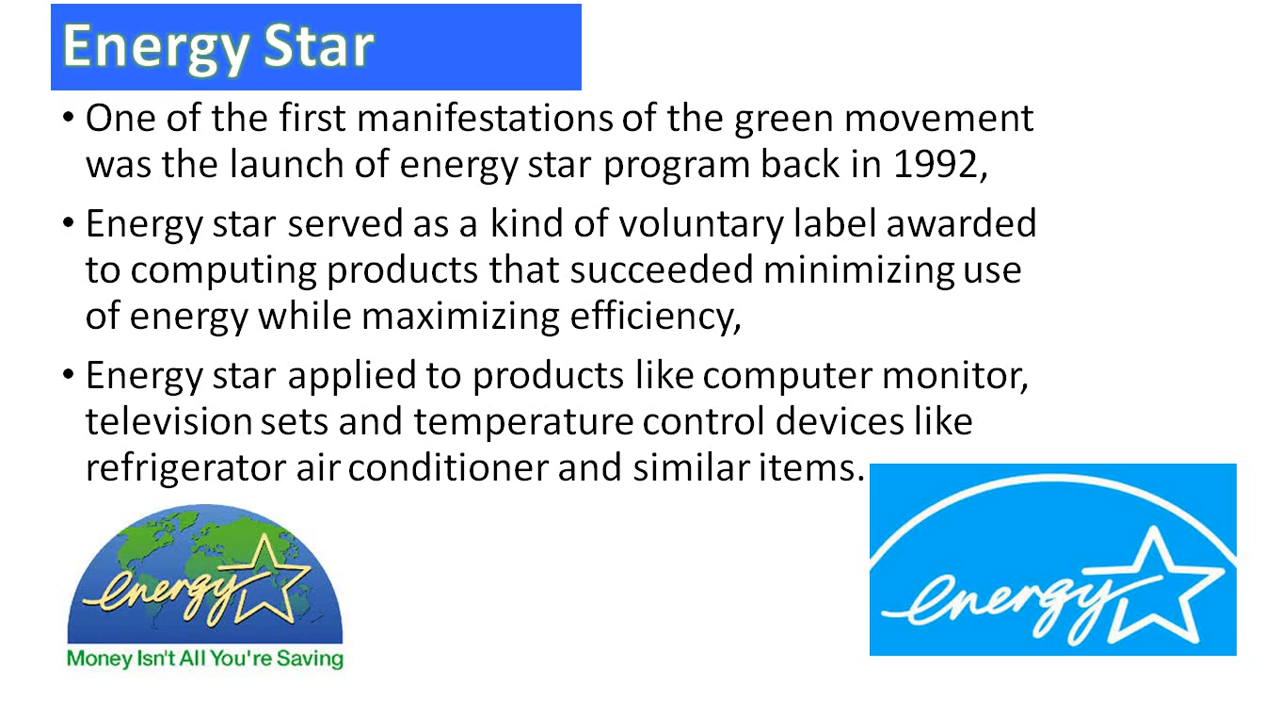 Energy Star
• One of the first manifestations of the green movement
was the launch of energy star program back in 1992,
• Energy star served as a kind of voluntary label awarded
to computing products that succeeded minimizing use
of energy while maximizing efficiency,
• Energy star applied to products like computer monitor,
television sets and temperature control devices like
refrigerator air conditioner and similar items.
energy
Money Isn't All You're Saving
energy